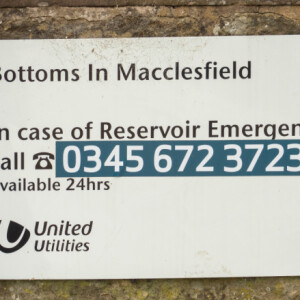 Bottoms In Macclesfield
n case of Reservoir Emergen
all ☎ 0345 672 3723
vailable 24hrs
United
Utilities